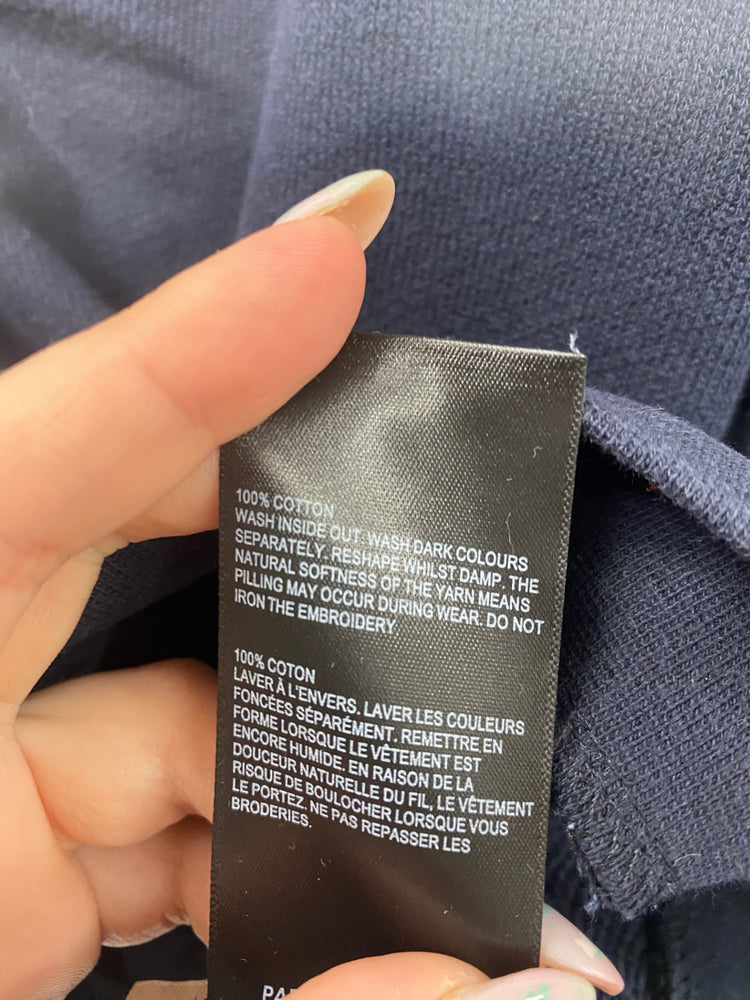 100% COTTON
WASH INSIDE OUT. WASH DARK COLOURS
SEPARATELY. RESHAPE WHILST DAMP. THE
NATURAL SOFTNESS OF THE YARN MEANS
PILLING MAY OCCUR DURING WEAR. DO NOT
IRON THE EMBROIDERY
100% COTON
LAVER À L'ENVERS. LAVER LES COULEURS
FONCÉES SÉPARÉMENT. REMETTRE EN
FORME LORSQUE LE VÊTEMENT EST
ENCORE HUMIDE. EN RAISON DE LA
DOUCEUR NATURELLE DU FIL, LE VÊTEMENT
RISQUE DE BOULOCHER LORSQUE VOUS
LE PORTEZ. NE PAS REPASSER LES
BRODERIES.